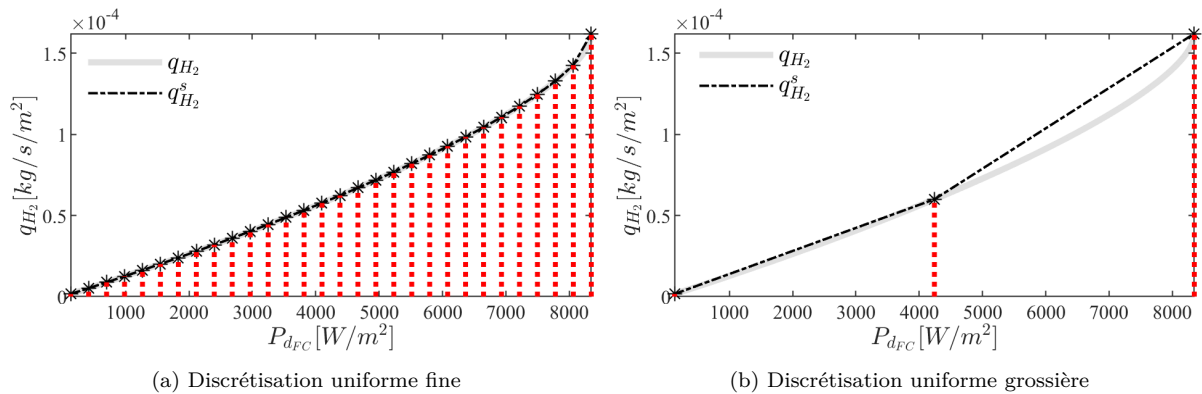 ×10⁻⁴
1.5
1
0.5
0
q_{H_2} [kg/s/m²]
q_{H_2}
q^s_{H_2}
1000 2000 3000 4000 5000 6000 7000 8000
P_{d_{FC}} [W/m²]
(a) Discrétisation uniforme fine
×10⁻⁴
1.5
1
0.5
0
q_{H_2} [kg/s/m²]
q_{H_2}
q^s_{H_2}
1000 2000 3000 4000 5000 6000 7000 8000
P_{d_{FC}} [W/m²]
(b) Discrétisation uniforme grossière